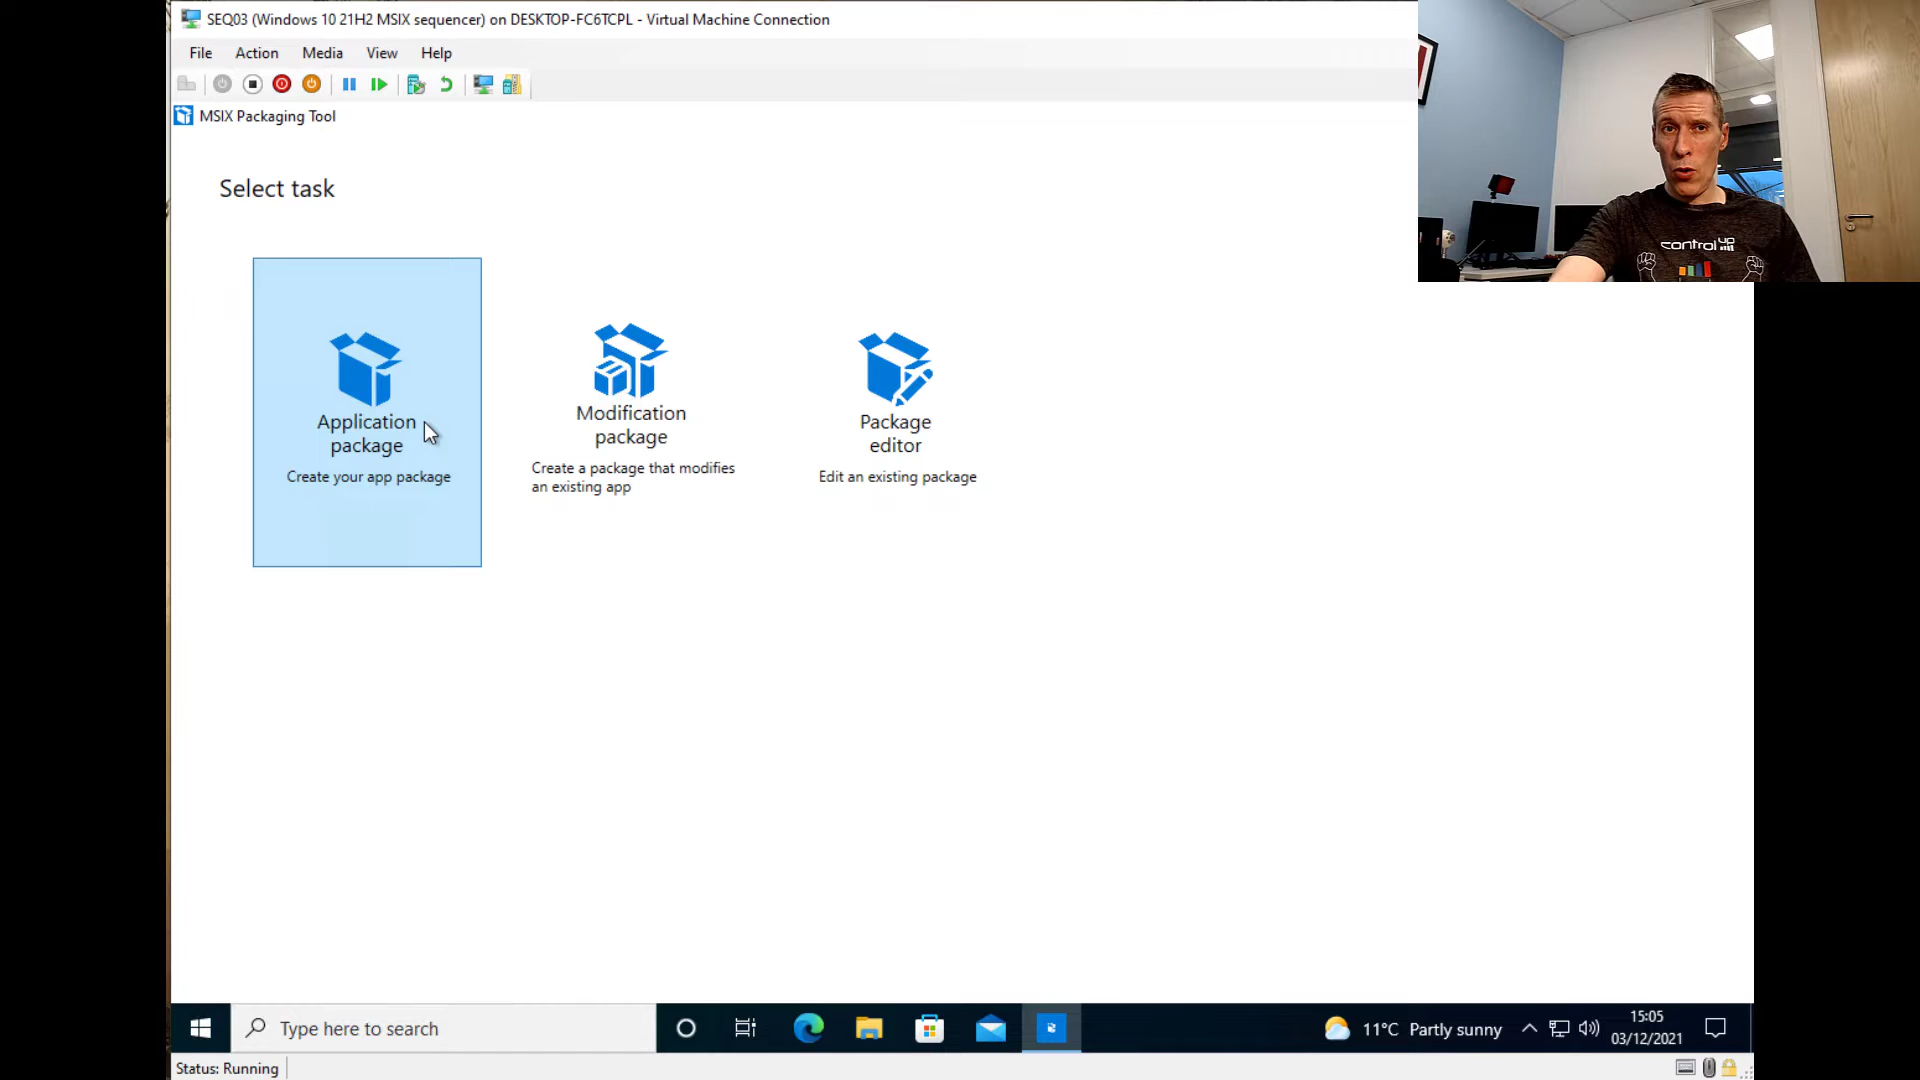 SEQ03 (Windows 10 21H2 MSIX sequencer) on DESKTOP-FC6TCPL - Virtual Machine Connection
File Action Media View Help
MSIX Packaging Tool
Select task
Application
package
Create your app package
Modification
package
Create a package that modifies
an existing app
Package
editor
Edit an existing package
control up
Type here to search
11°C Partly sunny
15:05
03/12/2021
Status: Running